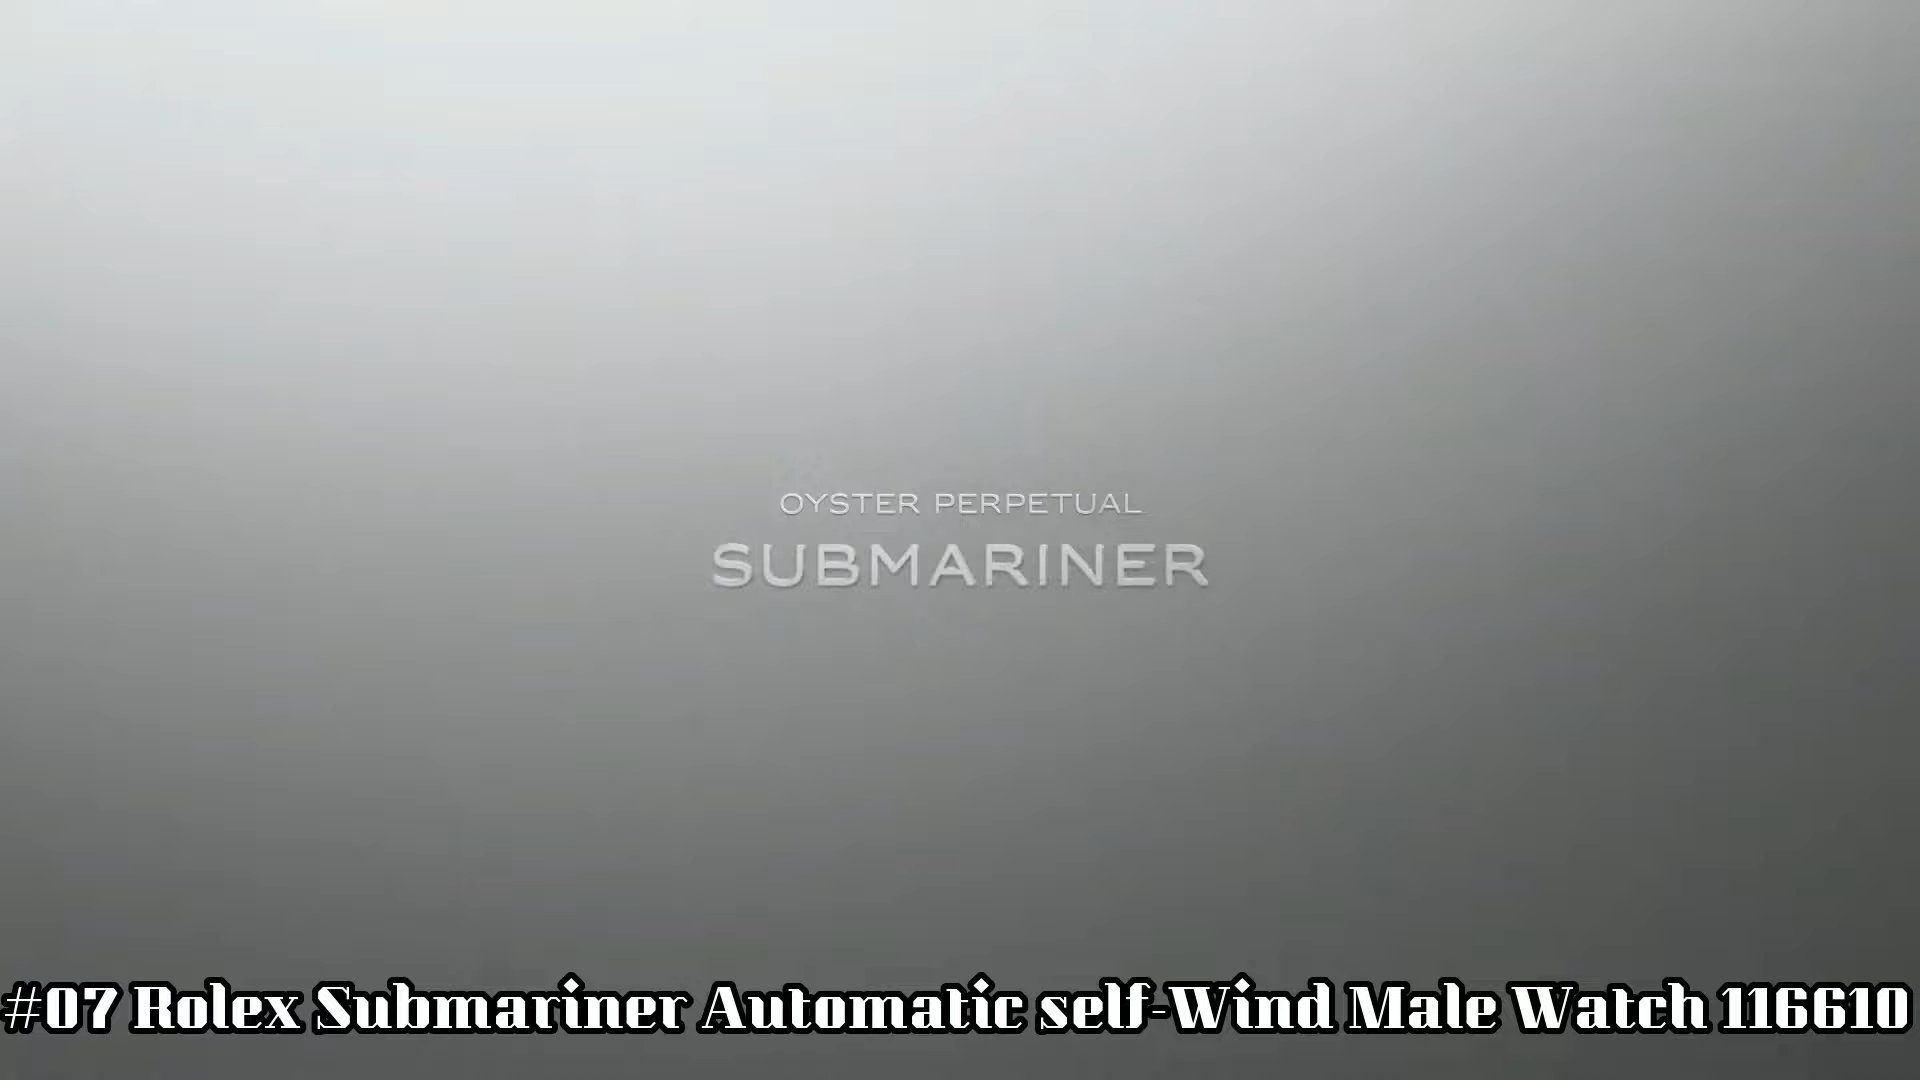 OYSTER PERPETUAL
SUBMARINER
#07 Rolex Submariner Automatic self-Wind Male Watch 116610